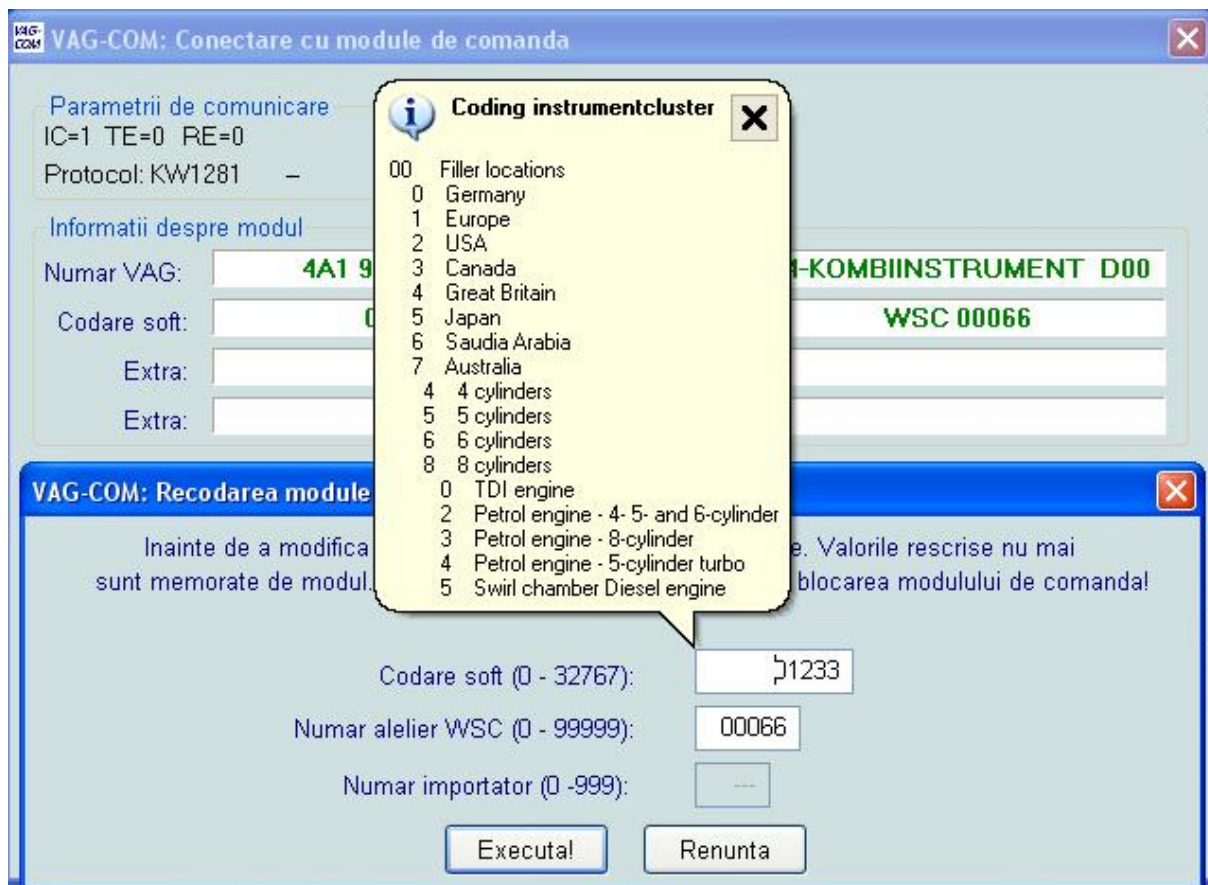 VAG-COM: Conectare cu module de comanda
Parametrii de comunicare
IC=1 TE=0 RE=0
Protocol: KW1281 –
Informatii despre modul
Numar VAG: 4A1 9
-KOMBIINSTRUMENT D00
Codare soft:
WSC 00066
Extra:
Extra:
Coding instrumentcluster
00 Filler locations
0 Germany
1 Europe
2 USA
3 Canada
4 Great Britain
5 Japan
6 Saudia Arabia
7 Australia
4 4 cylinders
5 5 cylinders
6 6 cylinders
8 8 cylinders
0 TDI engine
2 Petrol engine - 4- 5- and 6-cylinder
3 Petrol engine - 8-cylinder
4 Petrol engine - 5-cylinder turbo
5 Swirl chamber Diesel engine
VAG-COM: Recodarea module
Inainte de a modifica e. Valorile rescrise nu mai
sunt memorate de modul. blocarea modulului de comanda!
Codare soft (0 - 32767): 01233
Numar alelier WSC (0 - 99999): 00066
Numar importator (0 -999): ---
Executa!
Renunta